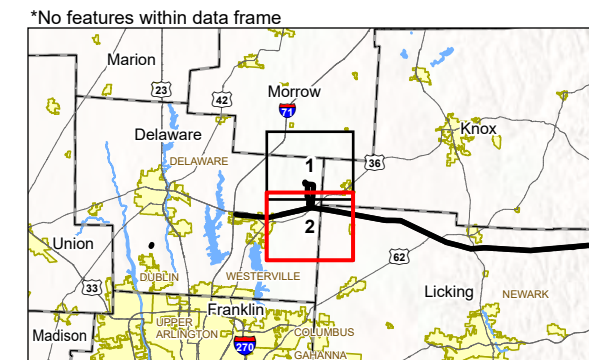 *No features within data frame
Marion
23
42
Morrow
71
Knox
Delaware
DELAWARE
36
1
2
Union
62
DUBLIN
WESTERVILLE
33
Licking
NEWARK
Franklin
UPPER
ARLINGTON
COLUMBUS
Madison
270
GAHANNA